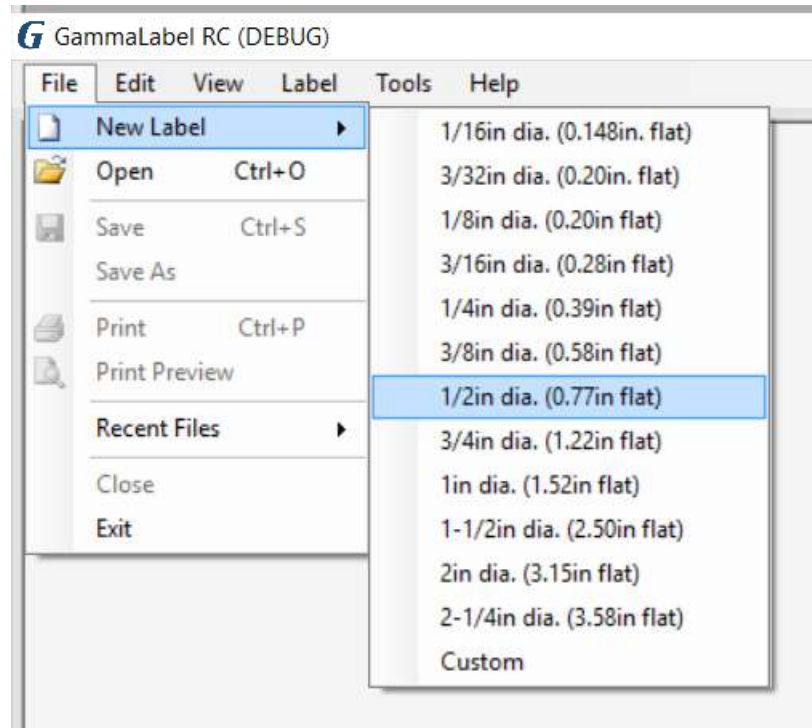 G GammaLabel RC (DEBUG)
File Edit View Label Tools Help
New Label
Open Ctrl+O
Save Ctrl+S
Save As
Print Ctrl+P
Print Preview
Recent Files
Close
Exit
1/16in dia. (0.148in. flat)
3/32in dia. (0.20in. flat)
1/8in dia. (0.20in flat)
3/16in dia. (0.28in flat)
1/4in dia. (0.39in flat)
3/8in dia. (0.58in flat)
1/2in dia. (0.77in flat)
3/4in dia. (1.22in flat)
1in dia. (1.52in flat)
1-1/2in dia. (2.50in flat)
2in dia. (3.15in flat)
2-1/4in dia. (3.58in flat)
Custom